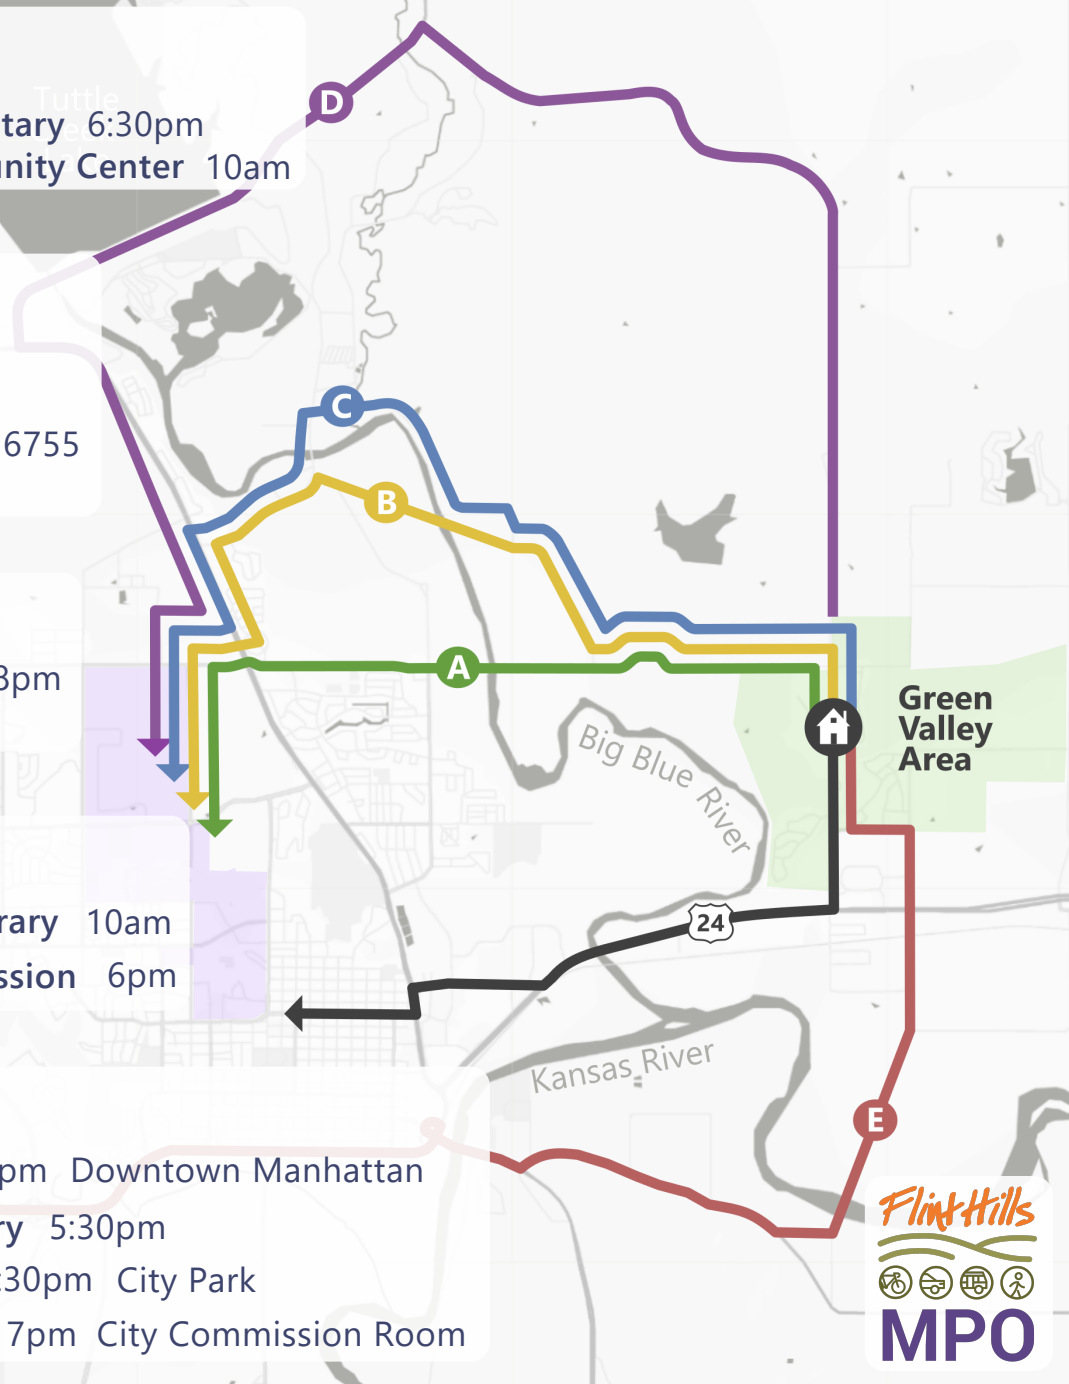 Tuttle
tary 6:30pm
nity Center 10am
D
C
6755
B
3pm
A
Green
Valley
Area
Big Blue River
rary 10am
24
ssion 6pm
Kansas River
E
pm Downtown Manhattan
ry 5:30pm
:30pm City Park
7pm City Commission Room
Flint Hills
MPO